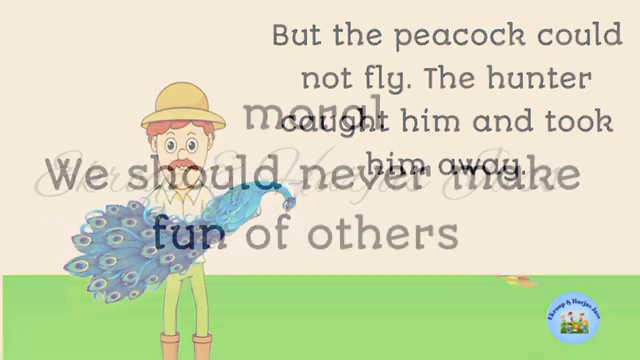 But the peacock could
not fly. The hunter
caught him and took
him away.
moral
We should never make
fun of others